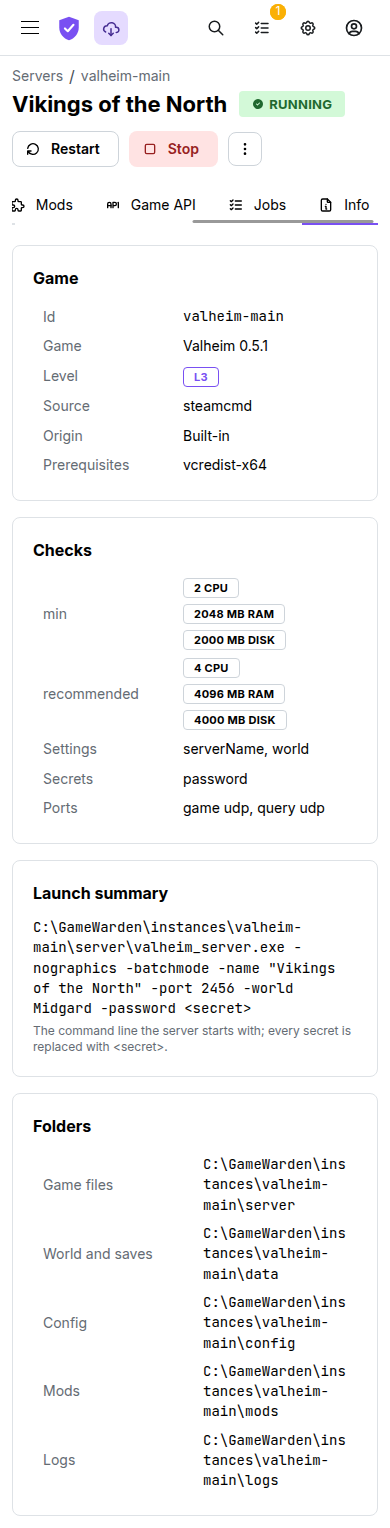 1
Servers / valheim-main
Vikings of the North RUNNING
Restart Stop
Mods API Game API Jobs Info
Game
Id valheim-main
Game Valheim 0.5.1
Level L3
Source steamcmd
Origin Built-in
Prerequisites vcredist-x64
Checks
min 2 CPU
2048 MB RAM
2000 MB DISK
recommended 4 CPU
4096 MB RAM
4000 MB DISK
Settings serverName, world
Secrets password
Ports game udp, query udp
Launch summary
C:\GameWarden\instances\valheim-
main\server\valheim_server.exe -
nographics -batchmode -name "Vikings
of the North" -port 2456 -world
Midgard -password <secret>
The command line the server starts with; every secret is
replaced with <secret>.
Folders
Game files C:\GameWarden\ins
tances\valheim-
main\server
World and saves C:\GameWarden\ins
tances\valheim-
main\data
Config C:\GameWarden\ins
tances\valheim-
main\config
Mods C:\GameWarden\ins
tances\valheim-
main\mods
Logs C:\GameWarden\ins
tances\valheim-
main\logs